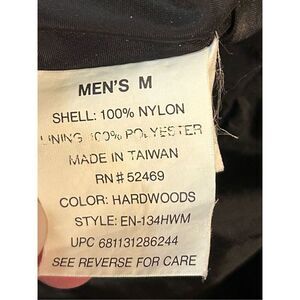 MEN'S M
SHELL: 100% NYLON
LINING 100% POLYESTER
MADE IN TAIWAN
RN# 52469
COLOR: HARDWOODS
STYLE: EN-134HWM
UPC 681131286244
SEE REVERSE FOR CARE